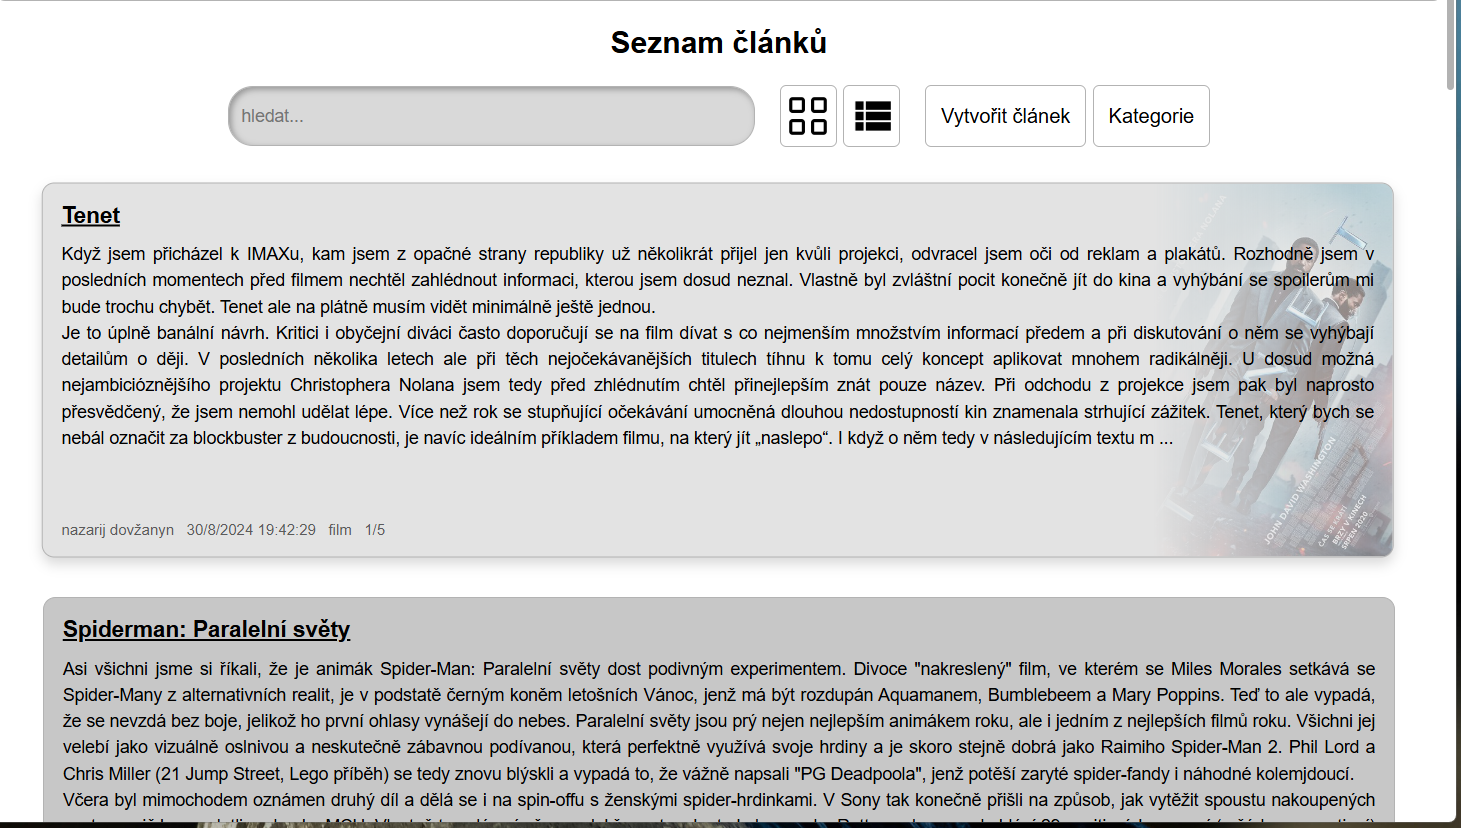 Seznam článků
hledat...
Vytvořit článek
Kategorie
Tenet
Když jsem přicházel k IMAXu, kam jsem z opačné strany republiky už několikrát přijel jen kvůli projekci, odvracel jsem oči od reklam a plakátů. Rozhodně jsem v
posledních momentech před filmem nechtěl zahlédnout informaci, kterou jsem dosud neznal. Vlastně byl zvláštní pocit konečně jít do kina a vyhýbání se spoilerům mi
bude trochu chybět. Tenet ale na plátně musím vidět minimálně ještě jednou.
Je to úplně banální návrh. Kritici i obyčejní diváci často doporučují se na film dívat s co nejmenším množstvím informací předem a při diskutování o něm se vyhýbají
detailům o ději. V posledních několika letech ale při těch nejočekávanějších titulech tíhnu k tomu celý koncept aplikovat mnohem radikálněji. U dosud možná
nejambicióznějšího projektu Christophera Nolana jsem tedy před zhlédnutím chtěl přinejlepším znát pouze název. Při odchodu z projekce jsem pak byl naprosto
přesvědčený, že jsem nemohl udělat lépe. Více než rok se stupňující očekávání umocněná dlouhou nedostupností kin znamenala strhující zážitek. Tenet, který bych se
nebál označit za blockbuster z budoucnosti, je navíc ideálním příkladem filmu, na který jít „naslepo“. I když o něm tedy v následujícím textu m ...
TENET
JOHN DAVID WASHINGTON
ČAS SE KRÁTÍ
BRZY V KINECH
SRPEN 2020
nazarij dovžanyn 30/8/2024 19:42:29 film 1/5
Spiderman: Paralelní světy
Asi všichni jsme si říkali, že je animák Spider-Man: Paralelní světy dost podivným experimentem. Divoce "nakreslený" film, ve kterém se Miles Morales setkává se
Spider-Many z alternativních realit, je v podstatě černým koněm letošních Vánoc, jenž má být rozdupán Aquamanem, Bumblebeem a Mary Poppins. Teď to ale vypadá,
že se nevzdá bez boje, jelikož ho první ohlasy vynášejí do nebes. Paralelní světy jsou prý nejen nejlepším animákem roku, ale i jedním z nejlepších filmů roku. Všichni jej
velebí jako vizuálně oslnivou a neskutečně zábavnou podívanou, která perfektně využívá svoje hrdiny a je skoro stejně dobrá jako Raimiho Spider-Man 2. Phil Lord a
Chris Miller (21 Jump Street, Lego příběh) se tedy znovu blýskli a vypadá to, že vážně napsali "PG Deadpoola", jenž potěší zaryté spider-fandy i náhodné kolemjdoucí.
Včera byl mimochodem oznámen druhý díl a dělá se i na spin-offu s ženskými spider-hrdinkami. V Sony tak konečně přišli na způsob, jak vytěžit spoustu nakoupených